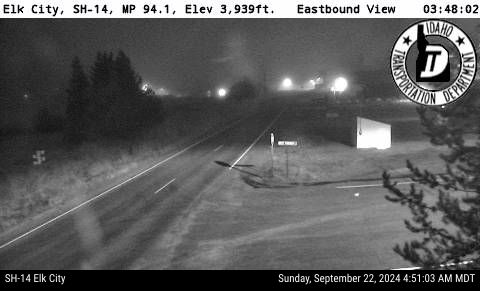 Elk City, SH-14, MP 94.1, Elev 3,939ft. Eastbound View 03:48:02
IDAHO
TRANSPORTATION DEPARTMENT
SH-14 Elk City Sunday, September 22, 2024 4:51:03 AM MDT